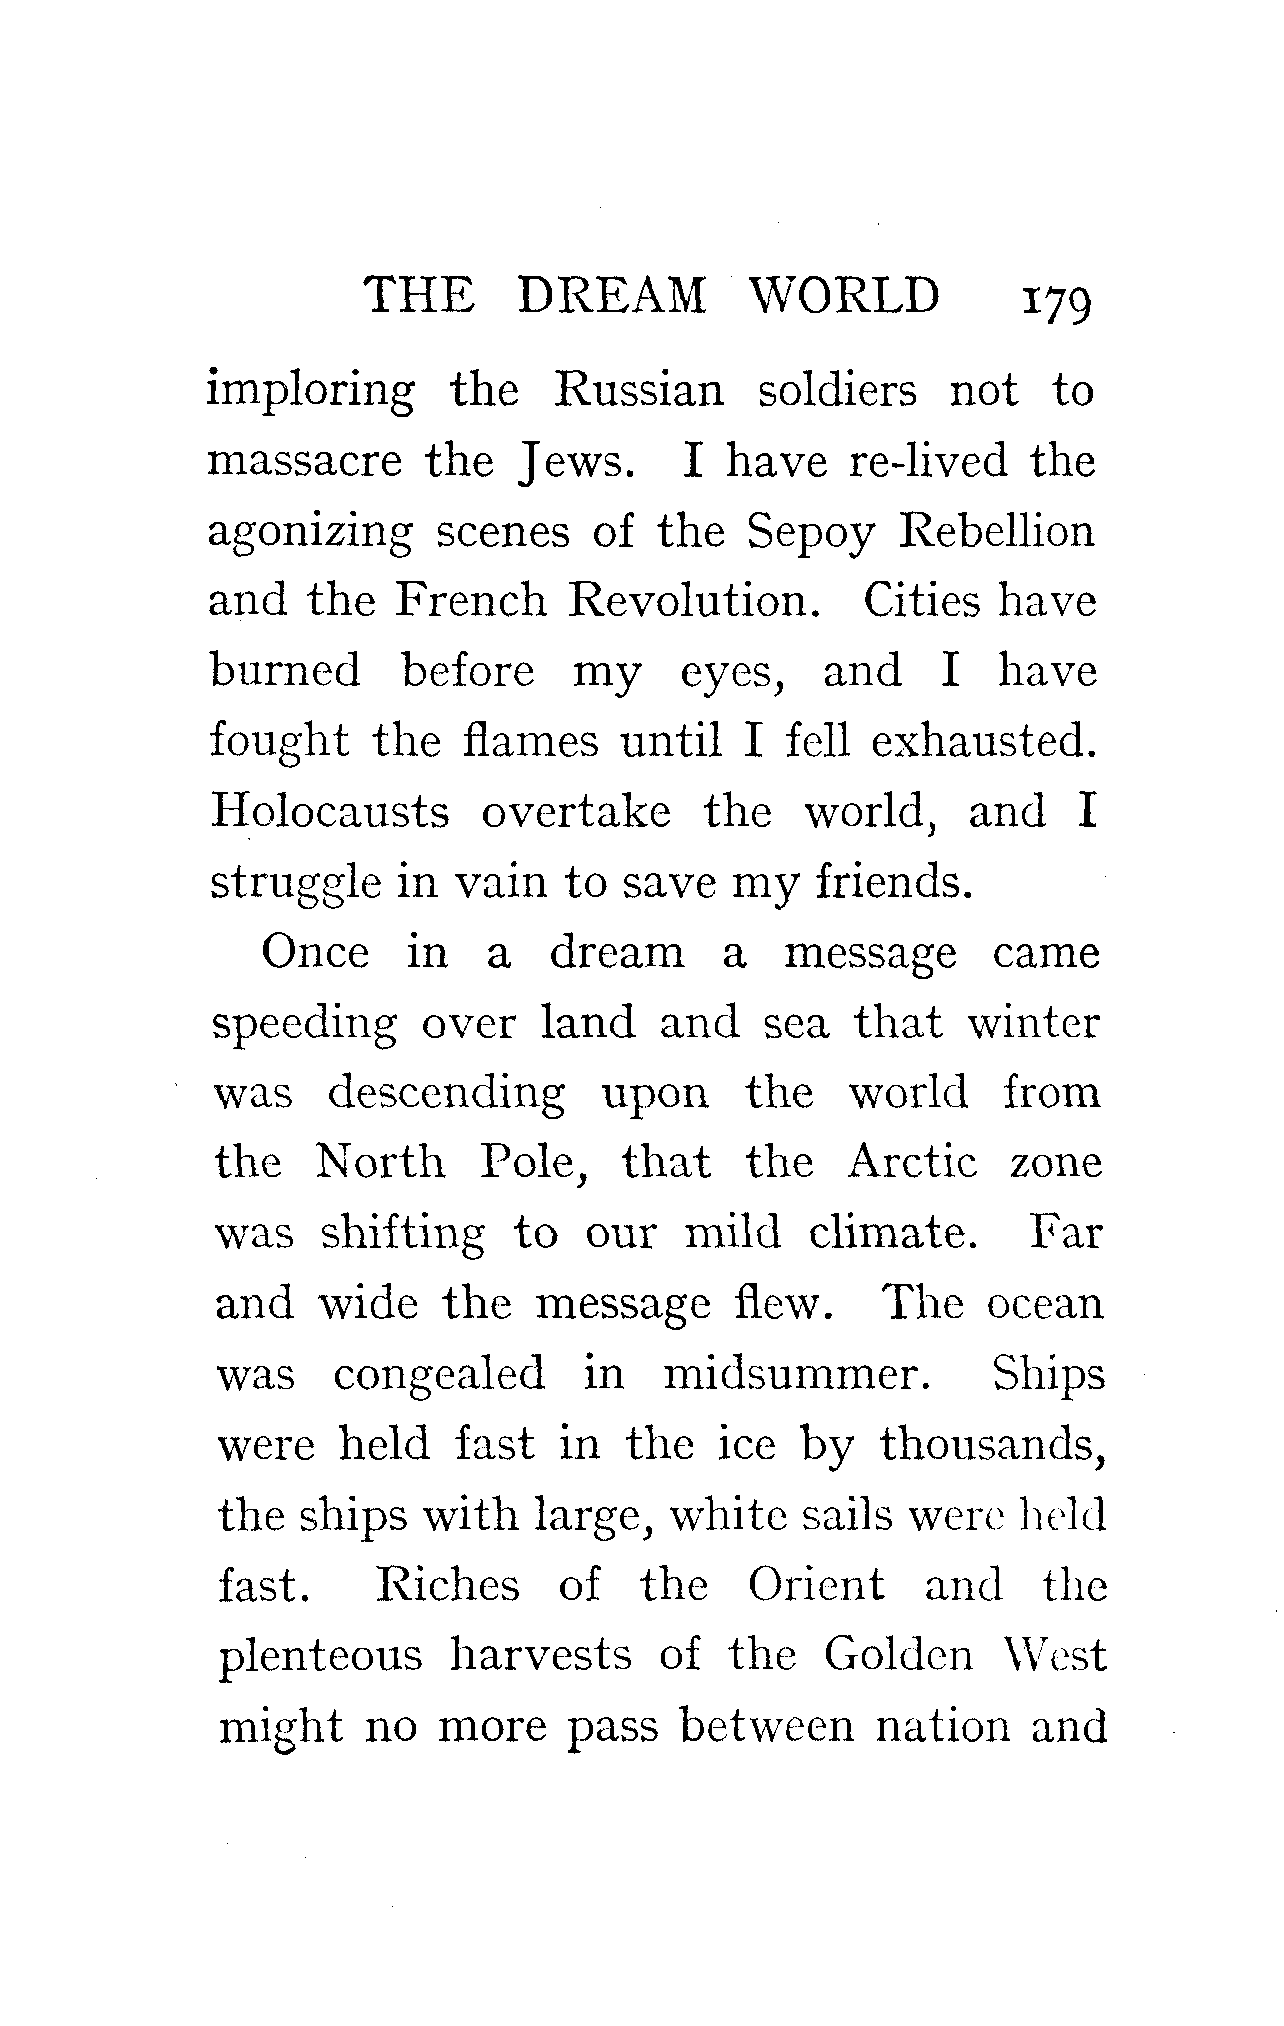 THE DREAM WORLD 179
imploring the Russian soldiers not to
massacre the Jews. I have re-lived the
agonizing scenes of the Sepoy Rebellion
and the French Revolution. Cities have
burned before my eyes, and I have
fought the flames until I fell exhausted.
Holocausts overtake the world, and I
struggle in vain to save my friends.
Once in a dream a message came
speeding over land and sea that winter
was descending upon the world from
the North Pole, that the Arctic zone
was shifting to our mild climate. Far
and wide the message flew. The ocean
was congealed in midsummer. Ships
were held fast in the ice by thousands,
the ships with large, white sails were held
fast. Riches of the Orient and the
plenteous harvests of the Golden West
might no more pass between nation and